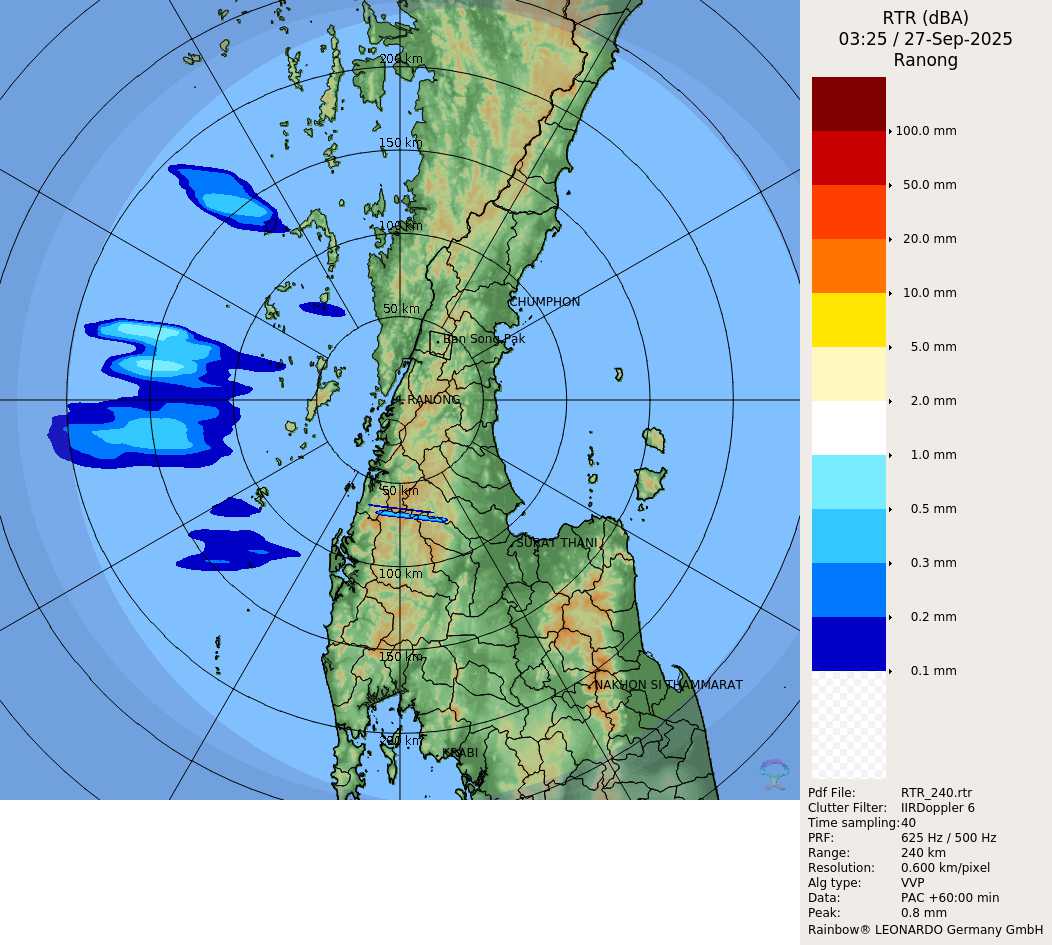 RTR (dBA)
03:25 / 27-Sep-2025
Ranong
100.0 mm
50.0 mm
20.0 mm
10.0 mm
5.0 mm
2.0 mm
1.0 mm
0.5 mm
0.3 mm
0.2 mm
0.1 mm
200 km
150 km
100 km
50 km
CHUMPHON
Ban Song Pak
RANONG
50 km
SURAT THANI
100 km
150 km
NAKHON SI THAMMARAT
200 km
KRABI
Pdf File: RTR_240.rtr
Clutter Filter: IIRDoppler 6
Time sampling:40
PRF: 625 Hz / 500 Hz
Range: 240 km
Resolution: 0.600 km/pixel
Alg type: VVP
Data: PAC +60:00 min
Peak: 0.8 mm
Rainbow® LEONARDO Germany GmbH